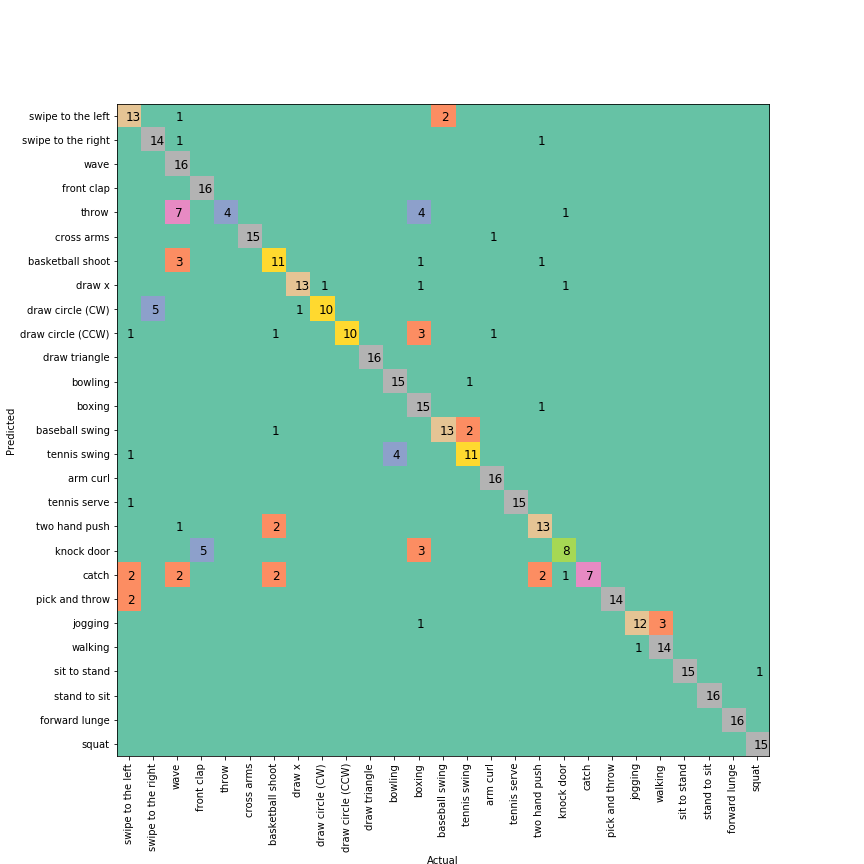 swipe to the left 13 1 2
swipe to the right 14 1 1
wave 16
front clap 16
throw 7 4 4 1
cross arms 15 1
basketball shoot 3 11 1 1
draw x 13 1 1 1
draw circle (CW) 5 1 10
draw circle (CCW) 1 1 10 3 1
draw triangle 16
bowling 15 1
boxing 15 1
baseball swing 1 13 2
tennis swing 1 4 11
arm curl 16
tennis serve 1 15
two hand push 1 2 13
knock door 5 3 8
catch 2 2 2 2 1 7
pick and throw 2 14
jogging 1 12 3
walking 1 14
sit to stand 15 1
stand to sit 16
forward lunge 16
squat 15
Predicted
swipe to the left
swipe to the right
wave
front clap
throw
cross arms
basketball shoot
draw x
draw circle (CW)
draw circle (CCW)
draw triangle
bowling
boxing
baseball swing
tennis swing
arm curl
tennis serve
two hand push
knock door
catch
pick and throw
jogging
walking
sit to stand
stand to sit
forward lunge
squat
Actual